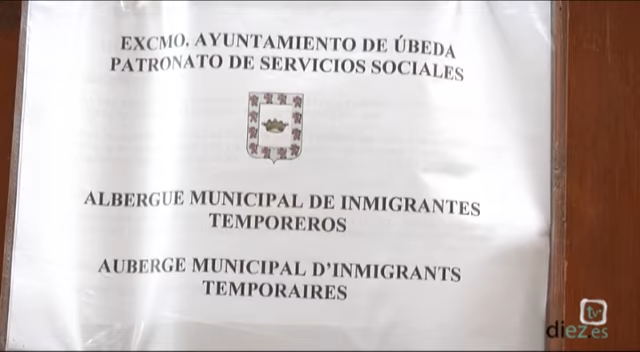 EXCMO. AYUNTAMIENTO DE ÚBEDA
PATRONATO DE SERVICIOS SOCIALES
ALBERGUE MUNICIPAL DE INMIGRANTES
TEMPOREROS
AUBERGE MUNICIPAL D'INMIGRANTS
TEMPORAIRES
tv
diez.es